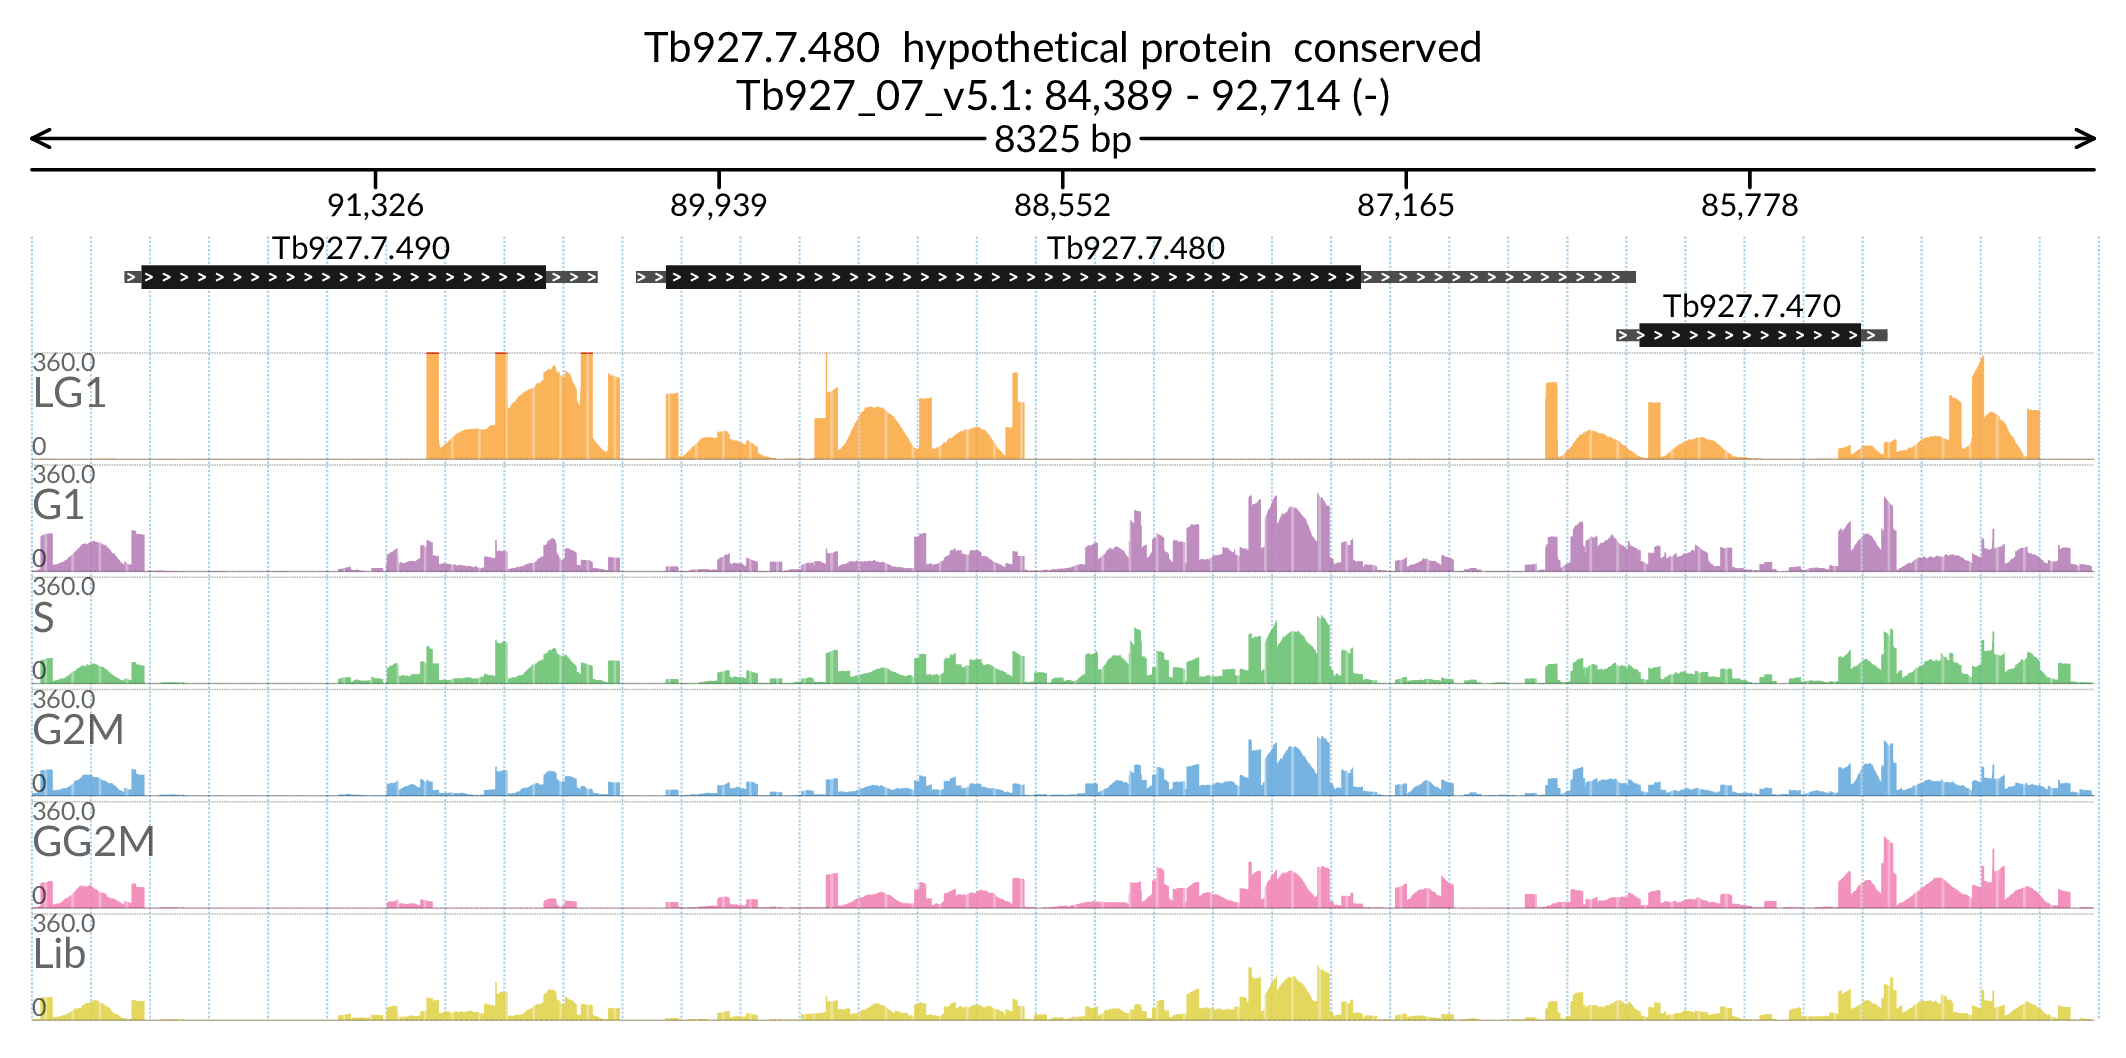 Tb927.7.480 hypothetical protein conserved
Tb927_07_v5.1: 84,389 - 92,714 (-)
8325 bp
91,326 89,939 88,552 87,165 85,778
Tb927.7.490 Tb927.7.480
Tb927.7.470
360.0
LG1
0
360.0
G1
0
360.0
S
0
360.0
G2M
0
360.0
GG2M
0
360.0
Lib
0